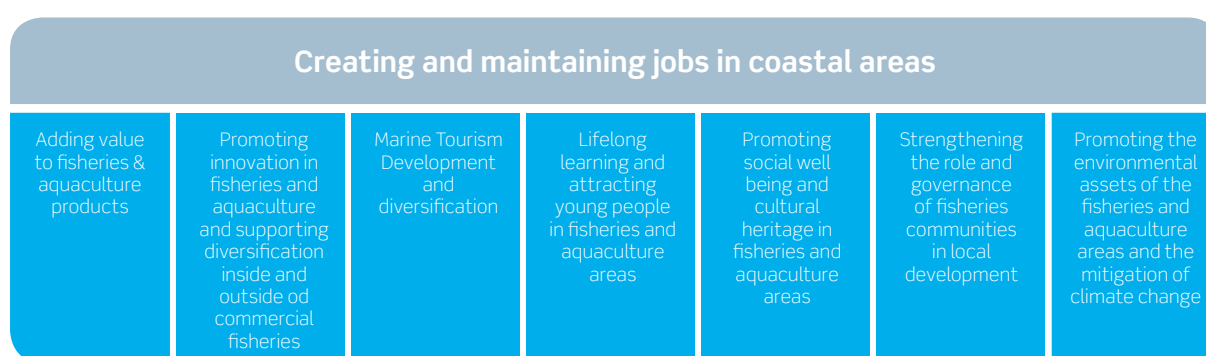 Creating and maintaining jobs in coastal areas
Adding value
to fisheries &
aquaculture
products
Promoting
innovation in
fisheries and
aquaculture
and supporting
diversification
inside and
outside od
commercial
fisheries
Marine Tourism
Development
and
diversification
Lifelong
learning and
attracting
young people
in fisheries and
aquaculture
areas
Promoting
social well
being and
cultural
heritage in
fisheries and
aquaculture
areas
Strengthening
the role and
governance
of fisheries
communities
in local
development
Promoting the
environmental
assets of the
fisheries and
aquaculture
areas and the
mitigation of
climate change